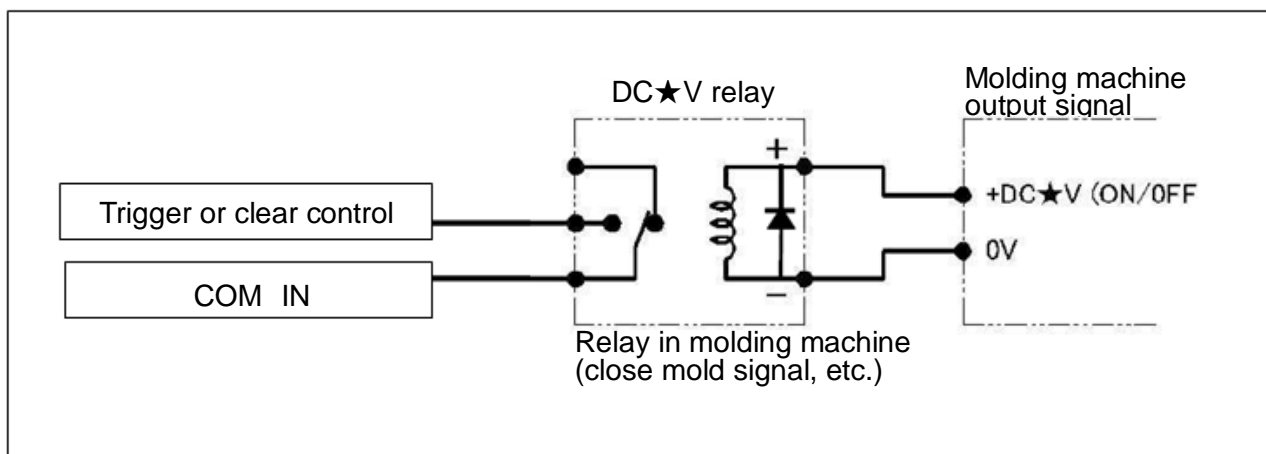 DC★V relay
Molding machine
output signal
+
Trigger or clear control
+DC★V (ON/OFF
0V
COM IN
−
Relay in molding machine
(close mold signal, etc.)